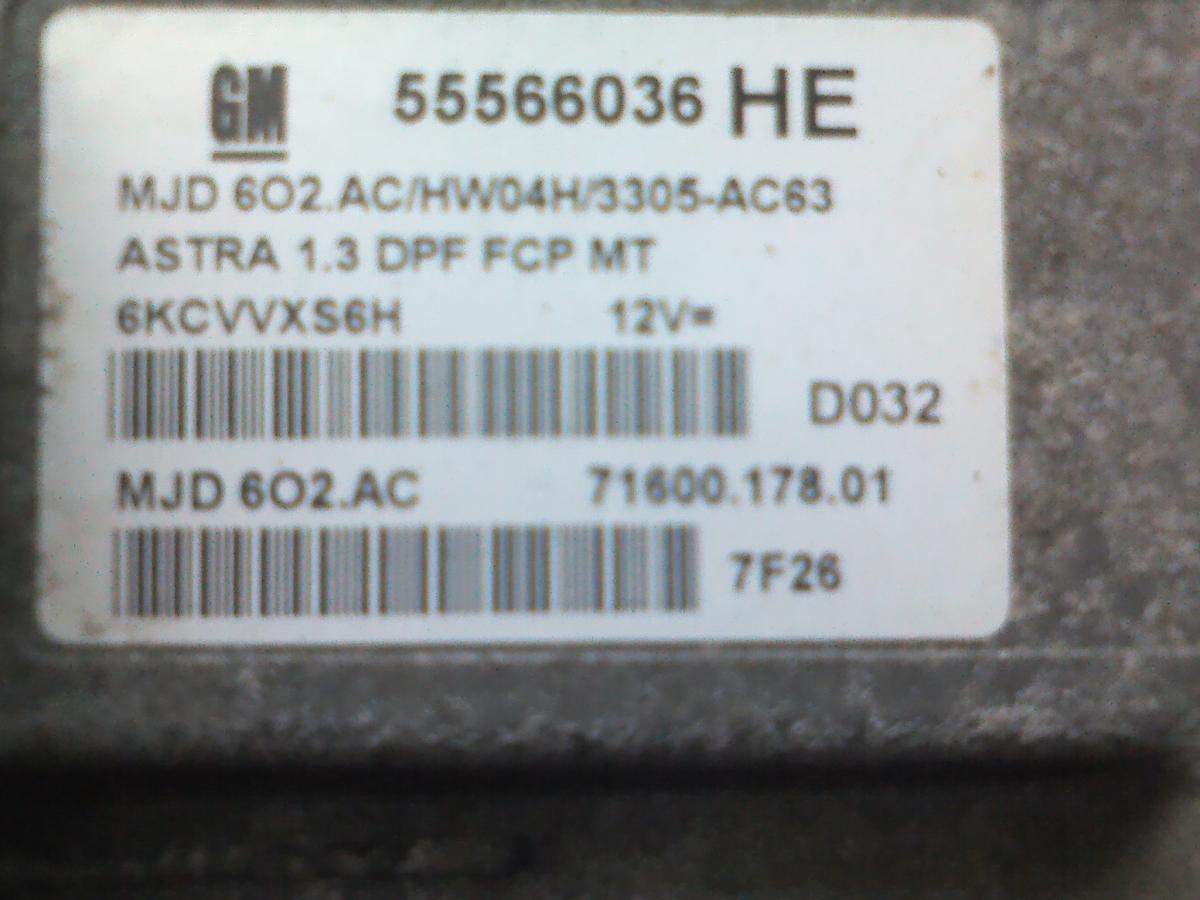 GM 55566036 HE
MJD 6O2.AC/HW04H/3305-AC63
ASTRA 1.3 DPF FCP MT
6KCVVXS6H 12V=
D032
MJD 6O2.AC 71600.178.01
7F26